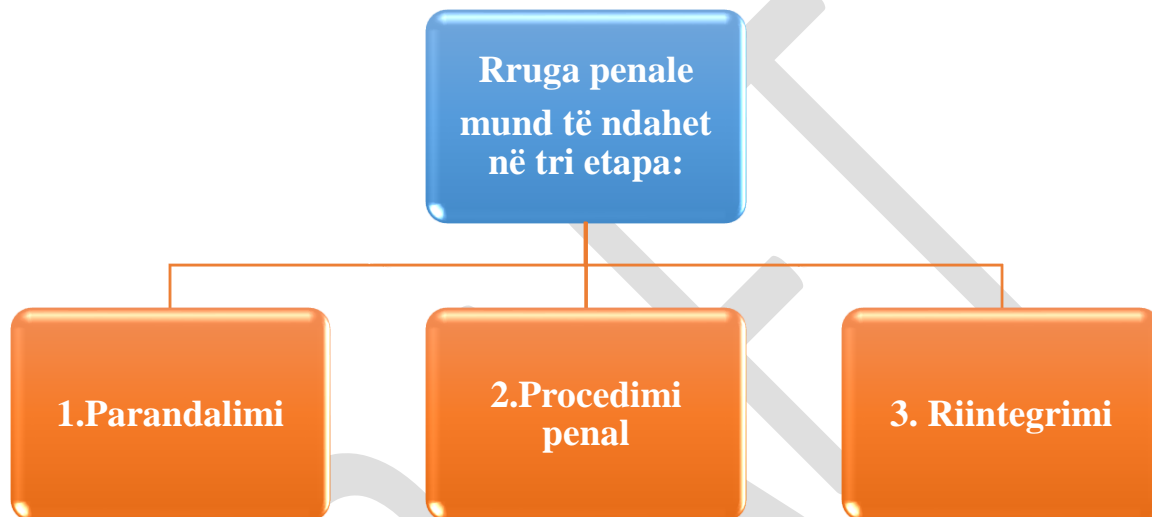 Rruga penale
mund të ndahet
në tri etapa:
1.Parandalimi
2.Procedimi
penal
3. Riintegrimi